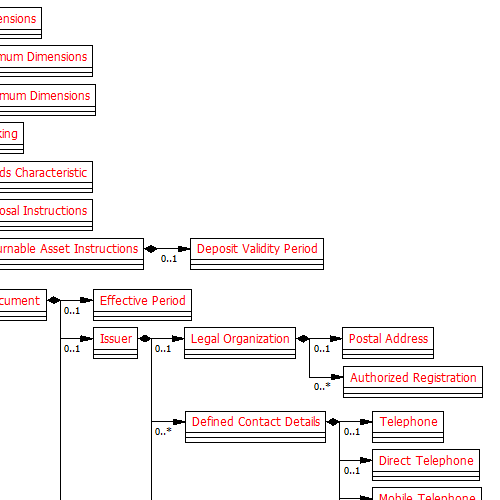 ensions
mum Dimensions
mum Dimensions
king
ds Characteristic
osal Instructions
urnable Asset Instructions
Deposit Validity Period
0..1
cument
Effective Period
0..1
Issuer
Legal Organization
Postal Address
0..1
0..1
0..1
Authorized Registration
0..*
Defined Contact Details
Telephone
0..*
0..1
Direct Telephone
0..1
Mobile Telephone